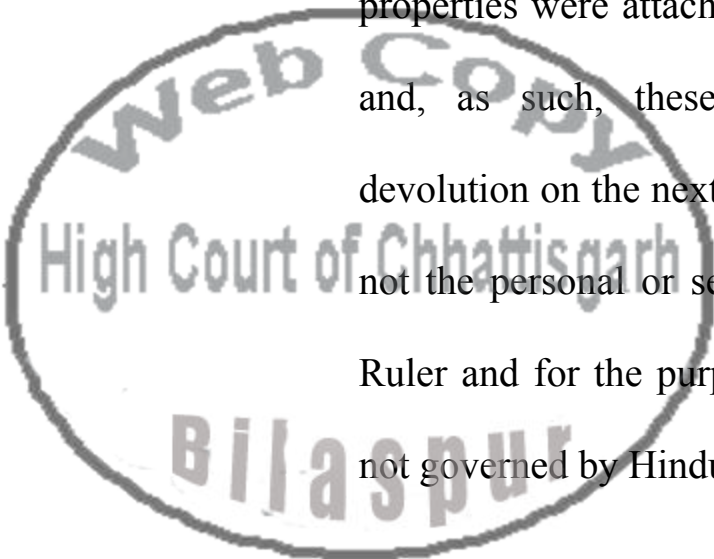 properties were attach
Web Copy
and, as such, these
devolution on the next
High Court of Chhattisgarh
not the personal or se
Ruler and for the pur
Bilaspur
not governed by Hindu